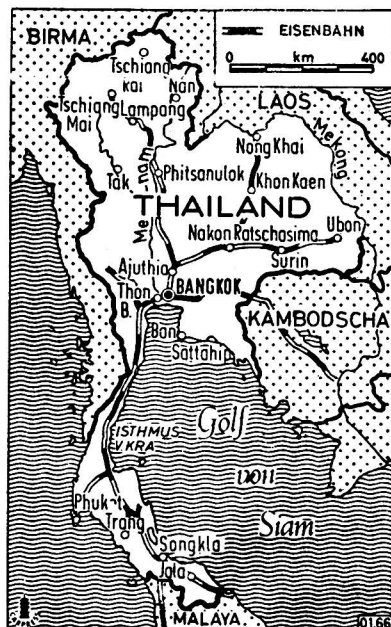 BIRMA
EISENBAHN
0 km 400
Tschiang
kai
Nan
Tschiang
Mai
Lampang
LAOS
Mekong
Nong Khai
Me-nam
Phitsanulok
Khon Kaen
Tak
THAILAND
Ubon
Nakon Ratschasima
Surin
Ajuthia
Thon
B.
BANGKOK
KAMBODSCHA
Ban
Sattahip
Golf
von
Siam
ISTHMUS
V. KRA
Phuket
Trang
Songkla
Jala
MALAYA